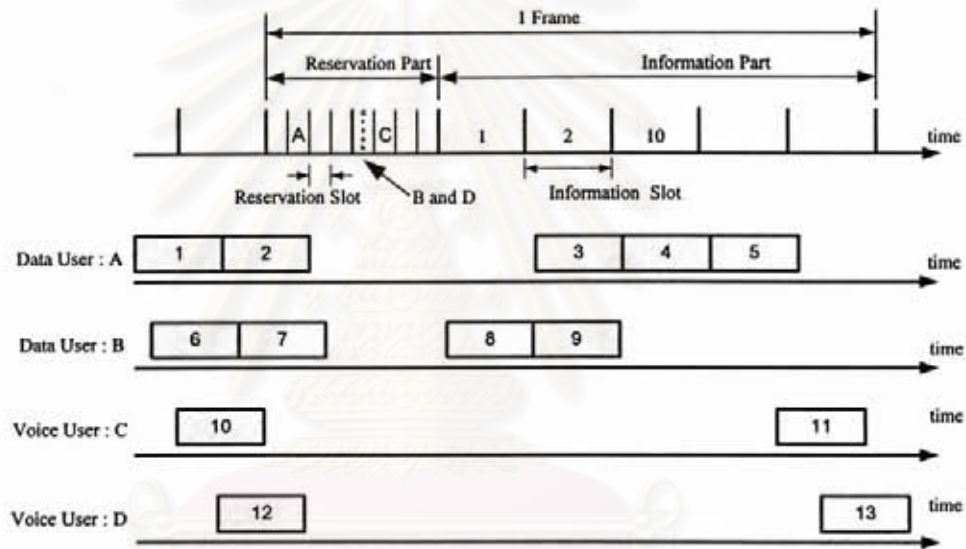 1 Frame
Reservation Part
Information Part
A
C
1
2
10
time
Reservation Slot
B and D
Information Slot
Data User : A
1
2
3
4
5
time
Data User : B
6
7
8
9
time
Voice User : C
10
11
time
Voice User : D
12
13
time